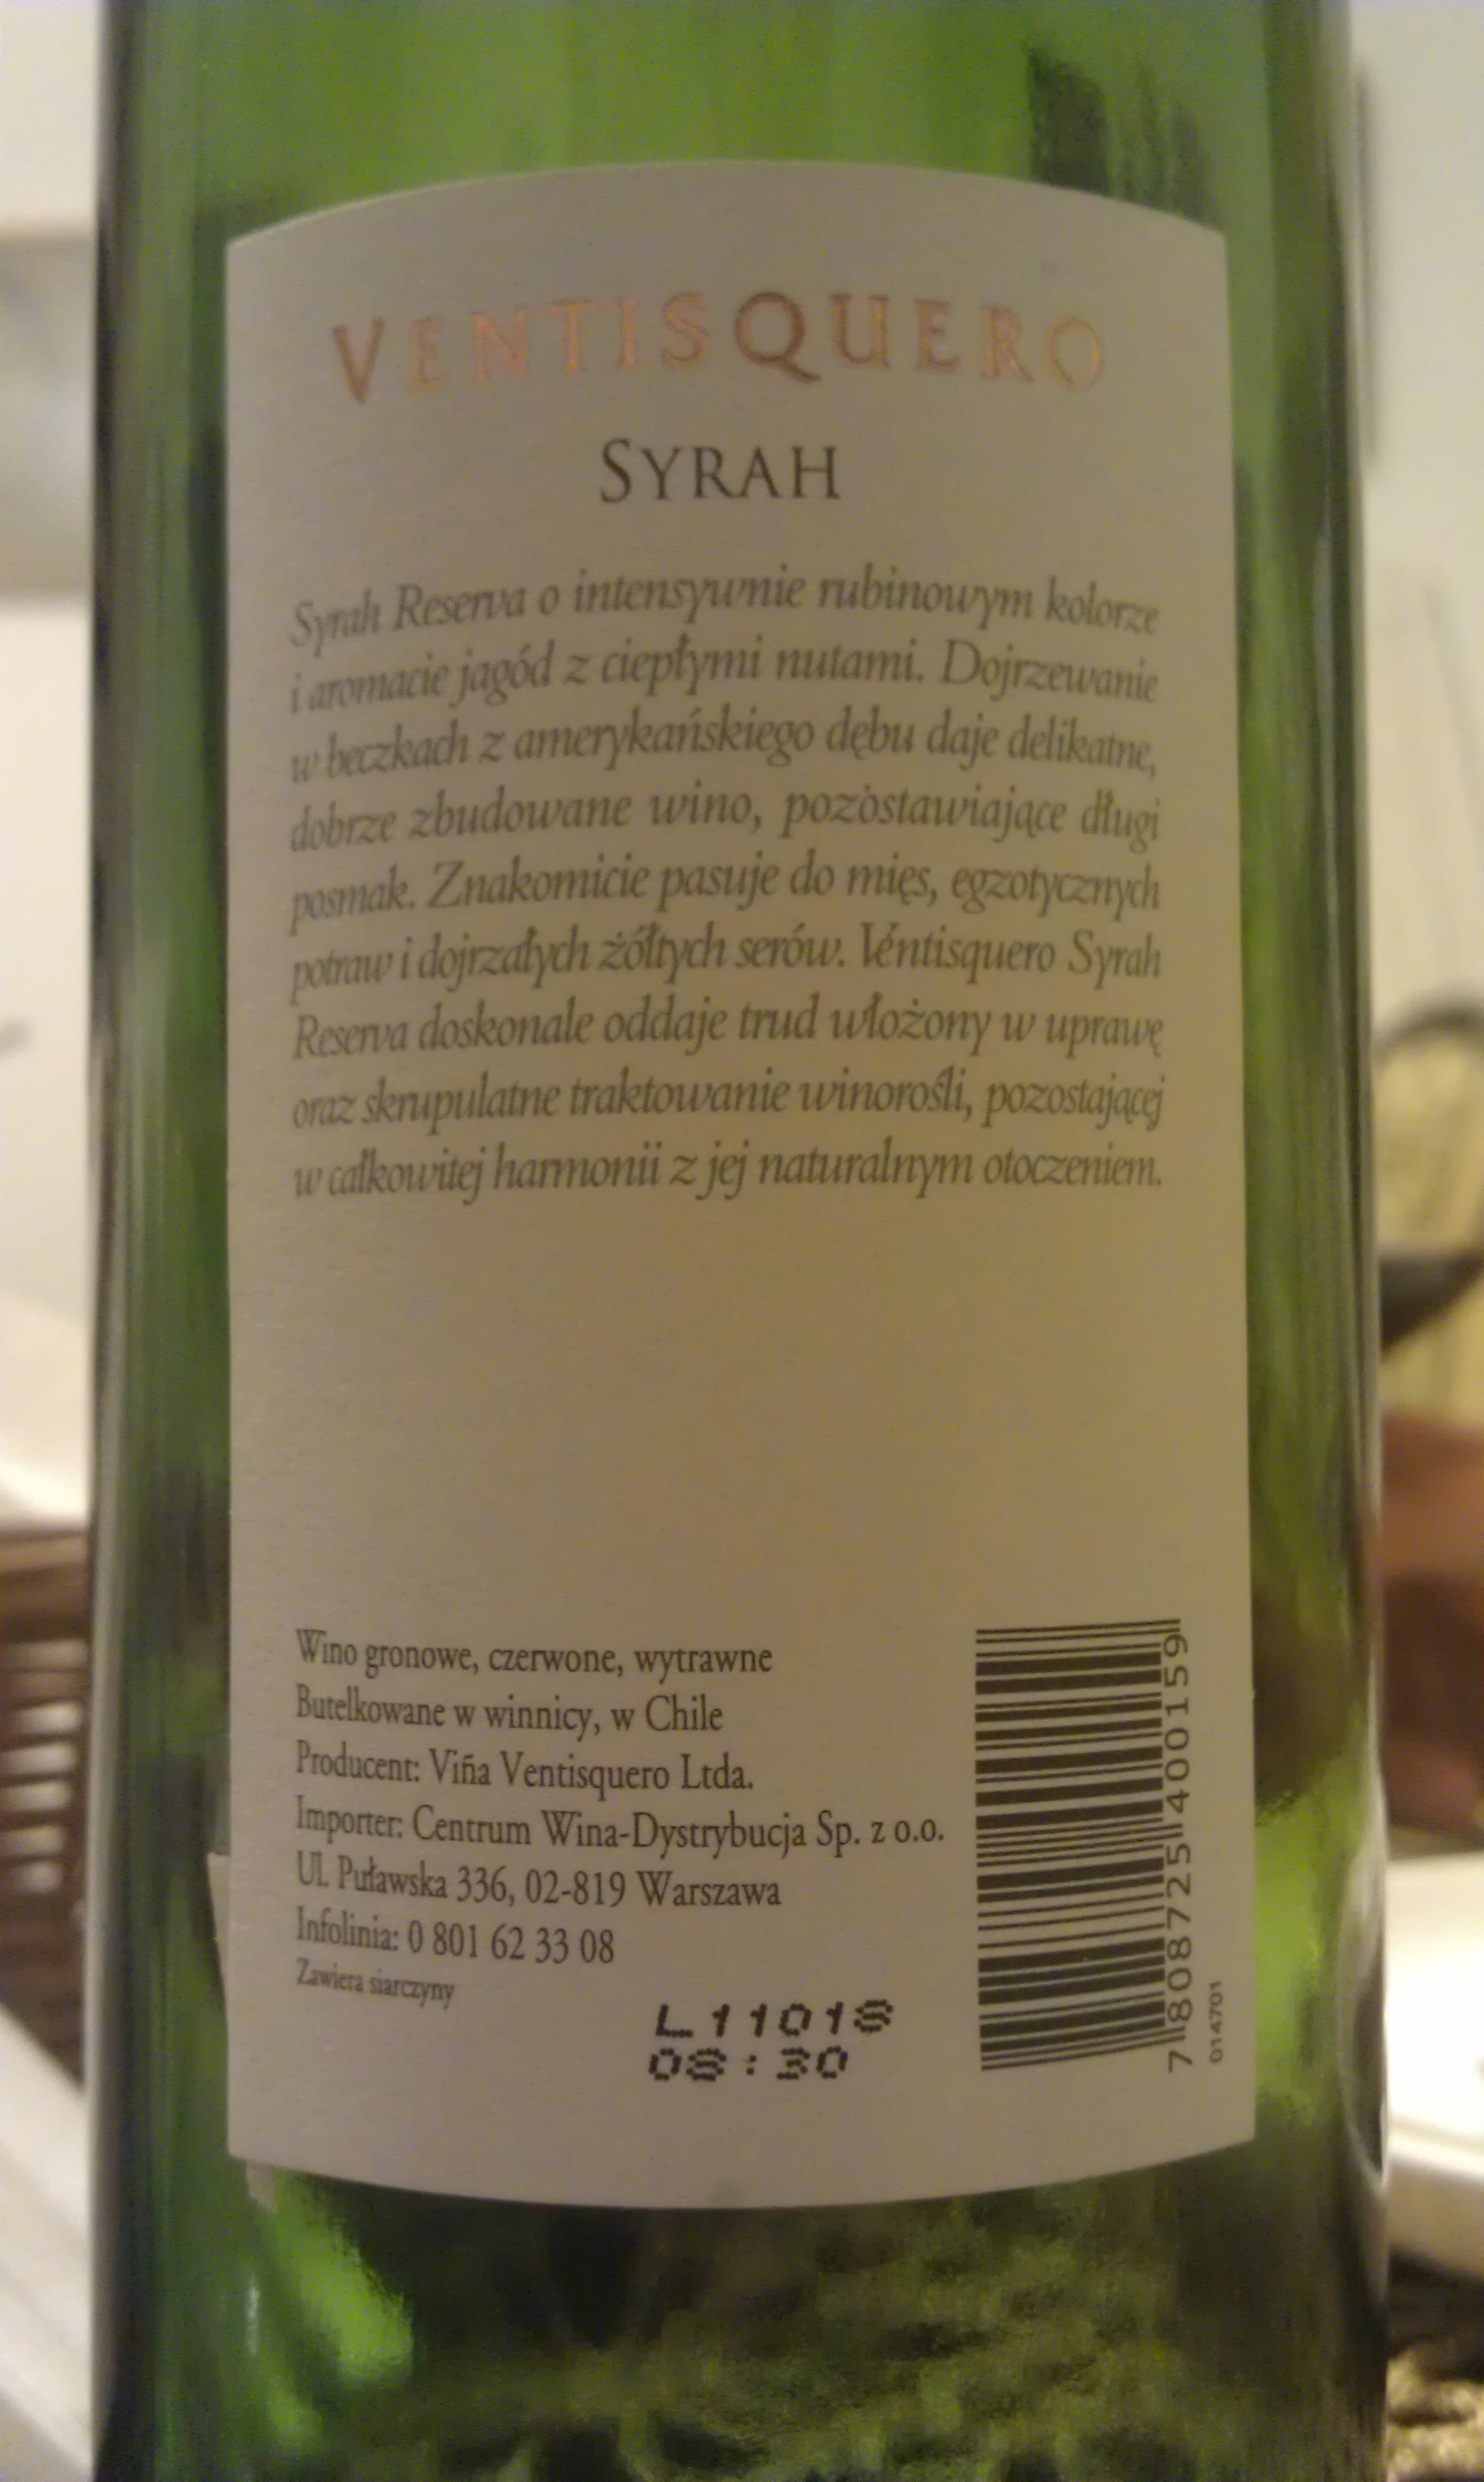 VENTISQUERO
SYRAH
Syrah Reserva o intensywnie rubinowym kolorze
i aromacie jagód z ciepłymi nutami. Dojrzewanie
w beczkach z amerykańskiego dębu daje delikatne,
dobrze zbudowane wino, pozostawiające długi
posmak. Znakomicie pasuje do mięs, egzotycznych
potraw i dojrzałych żółtych serów. Ventisquero Syrah
Reserva doskonale oddaje trud włożony w uprawę
oraz skrupulatne traktowanie winorośli, pozostającej
w całkowitej harmonii z jej naturalnym otoczeniem.
Wino gronowe, czerwone, wytrawne
Butelkowane w winnicy, w Chile
Producent: Viña Ventisquero Ltda.
Importer: Centrum Wina-Dystrybucja Sp. z o.o.
Ul. Puławska 336, 02-819 Warszawa
Infolinia: 0 801 62 33 08
Zawiera siarczyny
L11018
08:30
7808725400159
014701